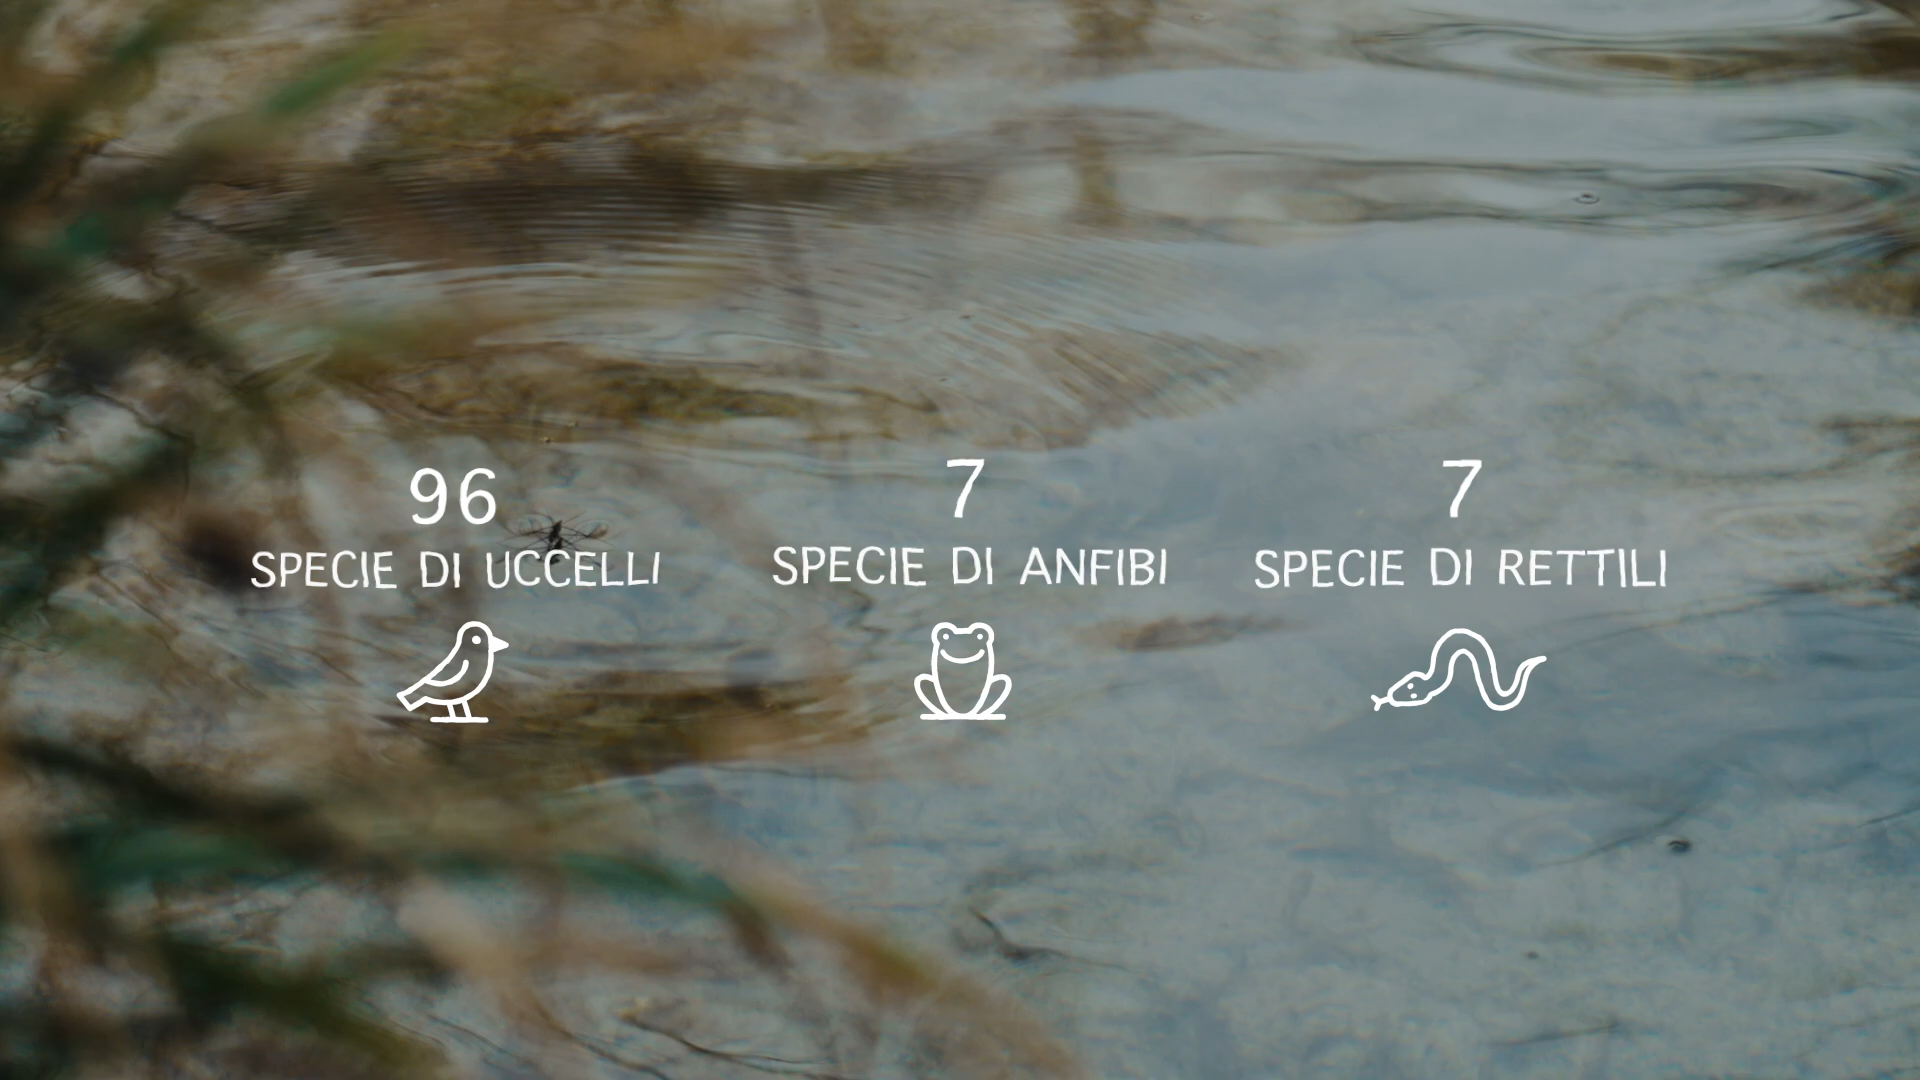 96
SPECIE DI UCCELLI
7
SPECIE DI ANFIBI
7
SPECIE DI RETTILI